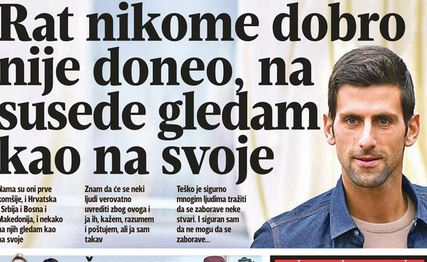 Rat nikome dobro
nije doneo, na
susede gledam
kao na svoje
Nama su oni prve
komšije, i Hrvatska
Srbija i Bosna i
Makedonija, i nekako
na njih gledam kao
na svoje
Znam da će se neki
ljudi verovatno
uvrediti zbog ovoga i
ja ih, kažem, razumem
i poštujem, ali ja sam
takav
Teško je sigurno
mnogim ljudima tražiti
da se zaborave neke
stvari. I siguran sam
da ne mogu da se
zaborave...